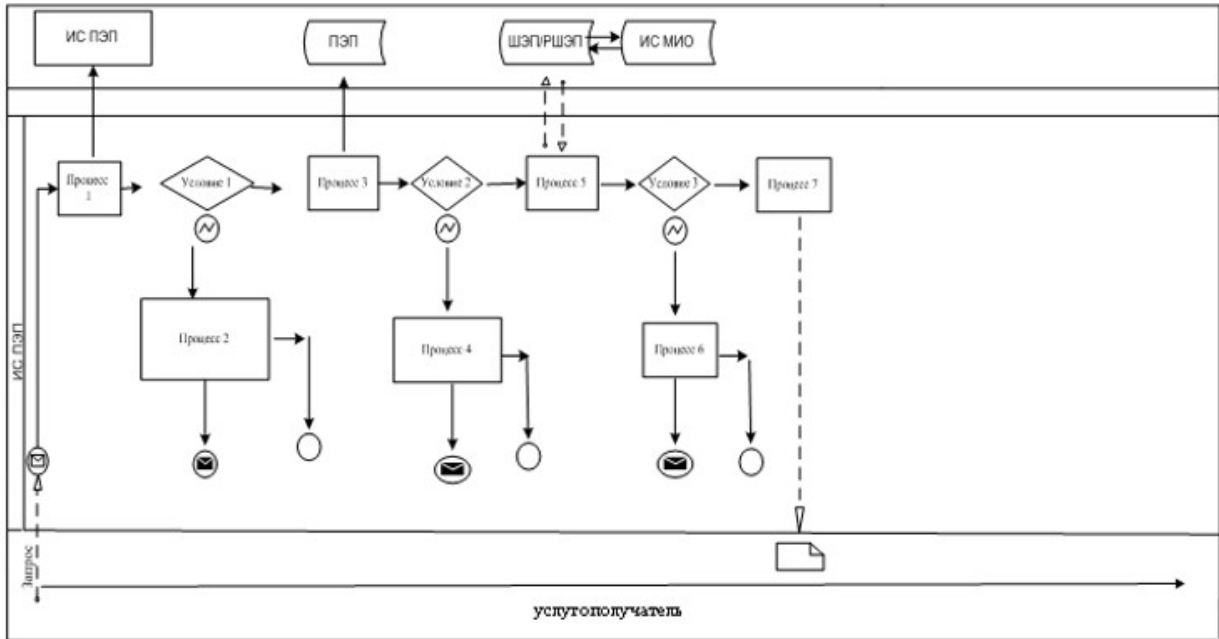 ИС ПЭП
ПЭП
ШЭП/РШЭП
ИС МИО
Процесс
1
Условие 1
Процесс 3
Условие 2
Процесс 5
Условие 3
Процесс 7
Процесс 2
Процесс 4
Процесс 6
ИС ПЭП
Запрос
услугополучатель